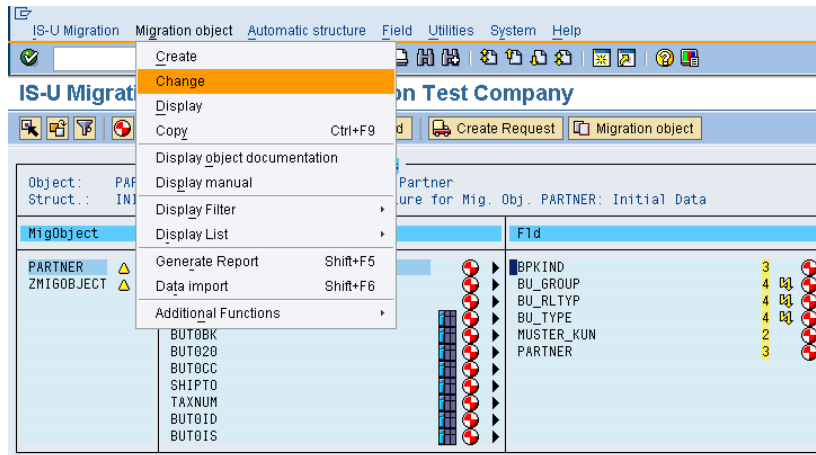 IS-U Migration Migration object Automatic structure Field Utilities System Help
Create
Change
Display
Copy Ctrl+F9
Display object documentation
Display manual
Display Filter
Display List
Generate Report Shift+F5
Data import Shift+F6
Additional Functions
IS-U Migrati on Test Company
d Create Request Migration object
Object: PAR Partner
Struct.: INI ure for Mig. Obj. PARTNER: Initial Data
MigObject Fld
PARTNER BPKIND 3
ZMIGOBJECT BU_GROUP 4
BU_RLTYP 4
BU_TYPE 4
BUT0BK MUSTER_KUN 2
BUT020 PARTNER 3
BUT0CC
SHIPTO
TAXNUM
BUT0ID
BUT0IS